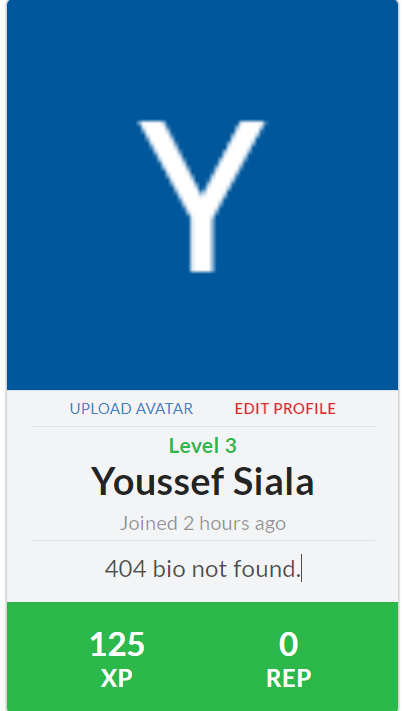 Y
UPLOAD AVATAR EDIT PROFILE
Level 3
Youssef Siala
Joined 2 hours ago
404 bio not found.
125 0
XP REP